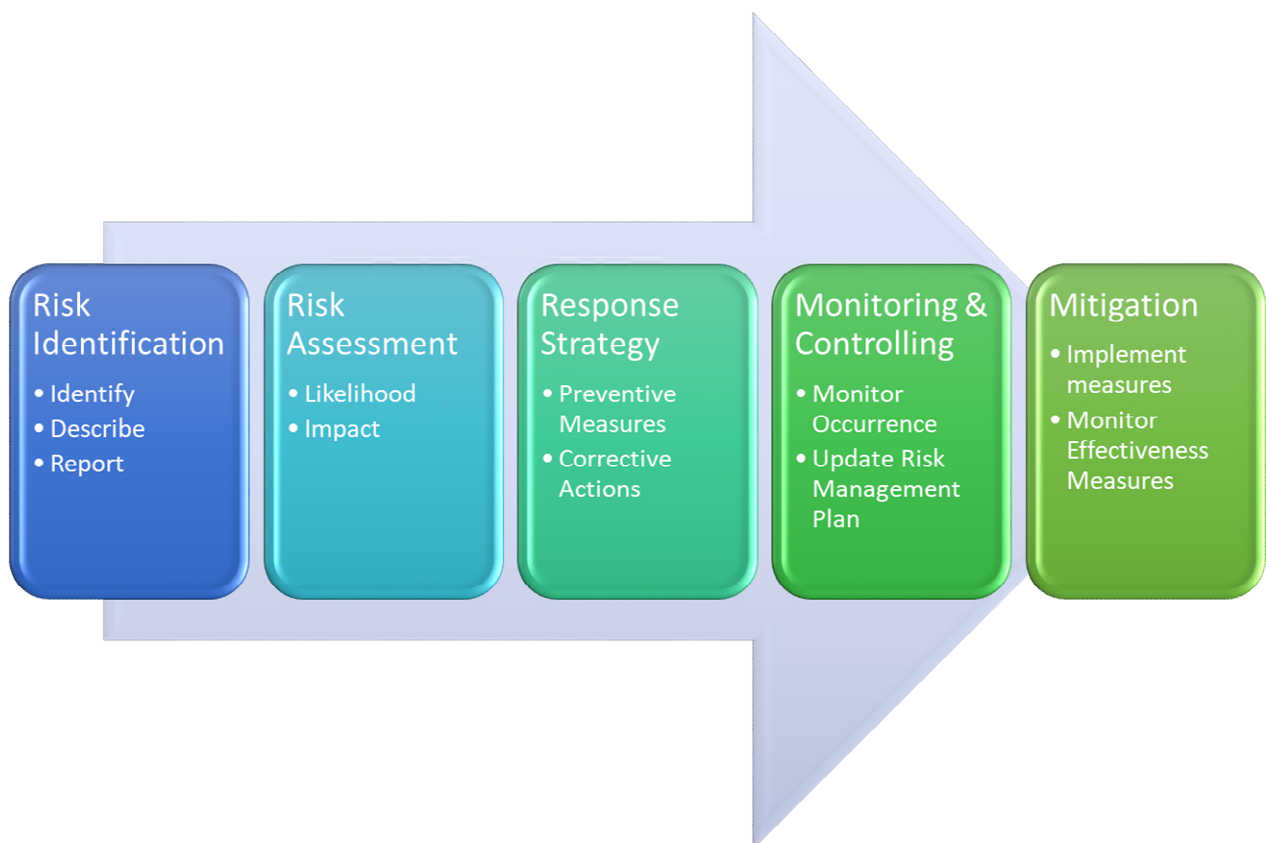 Risk
Identification
• Identify
• Describe
• Report
Risk
Assessment
• Likelihood
• Impact
Response
Strategy
• Preventive
Measures
• Corrective
Actions
Monitoring &
Controlling
• Monitor
Occurrence
• Update Risk
Management
Plan
Mitigation
• Implement
measures
• Monitor
Effectiveness
Measures